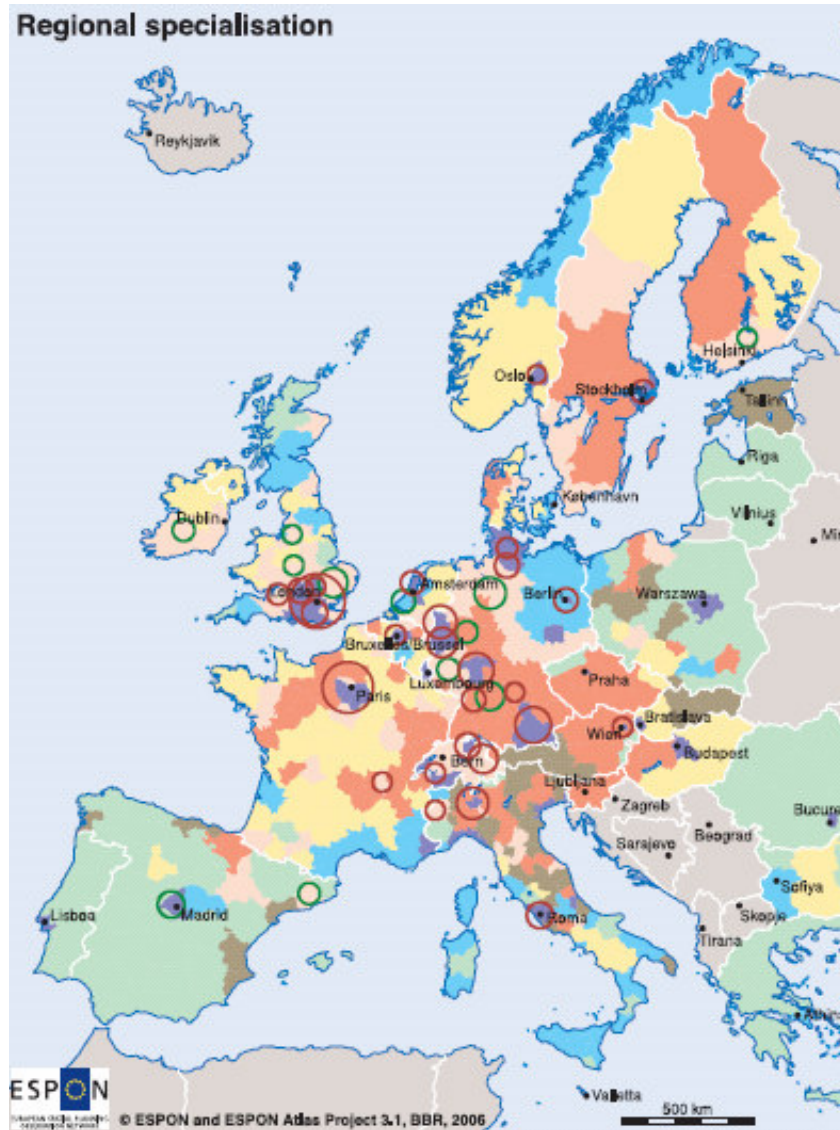 Regional specialisation
Reykjavik
Helsinki
Oslo
Stockholm
Tallinn
Riga
Dublin
København
Vilnius
Min
London
Amsterdam
Berlin
Warszawa
Bruxelles/Brussel
Luxembourg
Praha
Paris
Wien
Bratislava
Budapest
Bern
Ljubljana
Zagreb
Beograd
Bucure
Sarajevo
Sofiya
Lisboa
Madrid
Roma
Skopje
Tirana
Athin
ESPON
© ESPON and ESPON Atlas Project 3.1, BBR, 2006
Valletta
500 km